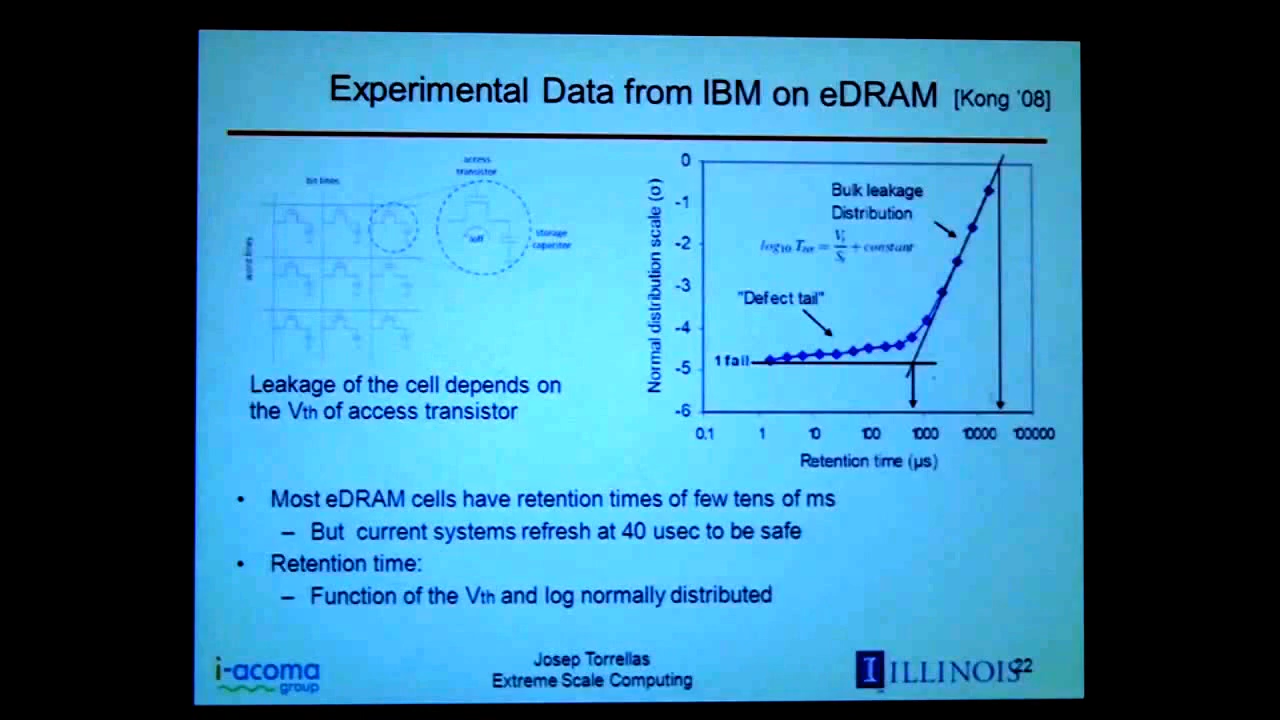 Experimental Data from IBM on eDRAM [Kong '08]
bit lines
word lines
access
transistor
storage
capacitor
Ioff
Leakage of the cell depends on
the Vth of access transistor
Normal distribution scale (σ)
0
-1
-2
-3
-4
-5
-6
Bulk leakage
Distribution
"Defect tail"
1 fail
0.1 1 10 100 1000 10000 100000
Retention time (µs)
• Most eDRAM cells have retention times of few tens of ms
– But current systems refresh at 40 usec to be safe
• Retention time:
– Function of the Vth and log normally distributed
i-acoma
group
Josep Torrellas
Extreme Scale Computing
I ILLINOIS
22